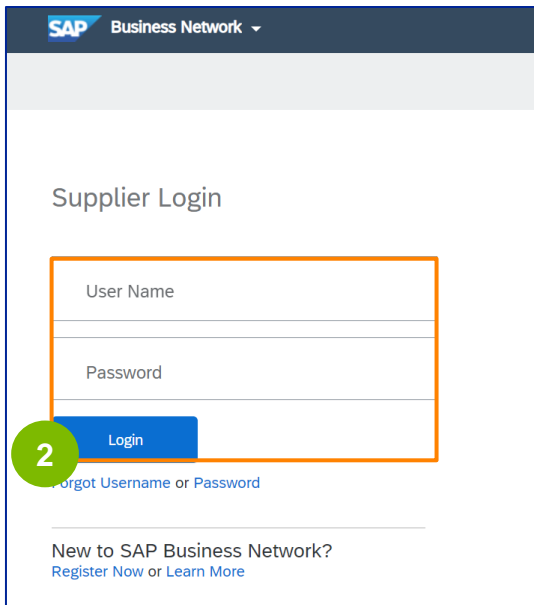 SAP Business Network
Supplier Login
User Name
Password
Login
2
Forgot Username or Password
New to SAP Business Network?
Register Now or Learn More